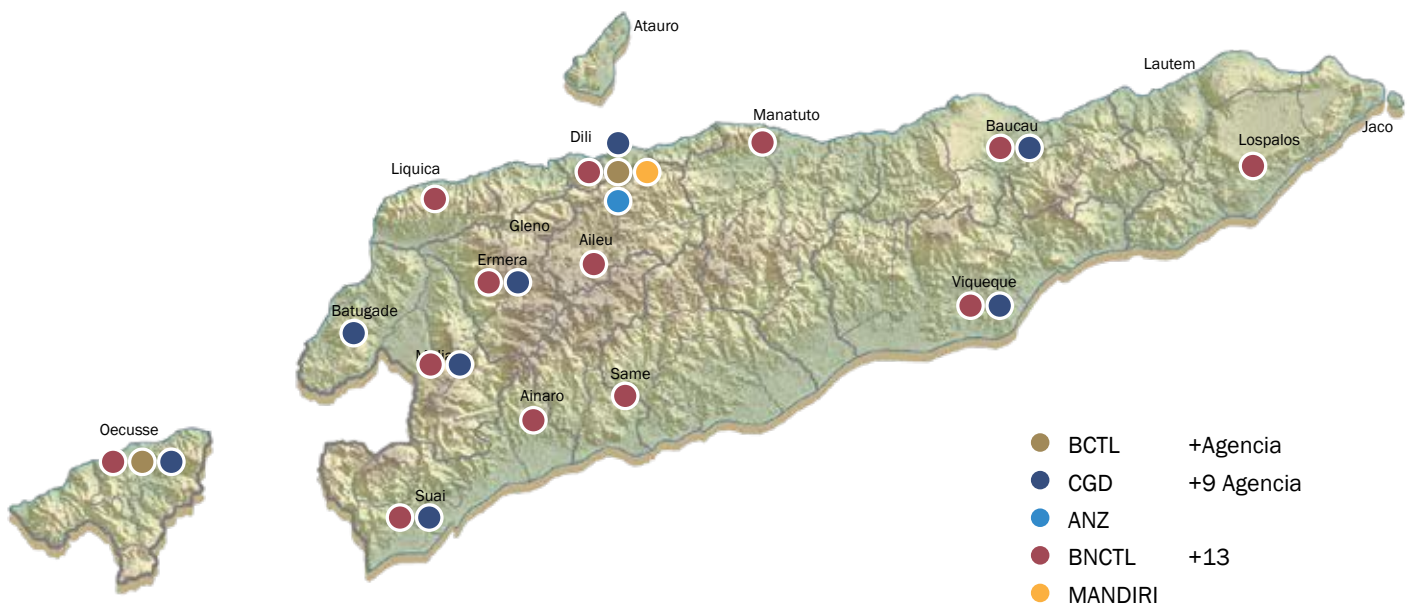 Atauro
Lautem
Manatuto
Baucau
Jaco
Dili
Lospalos
Liquica
Gleno
Aileu
Ermera
Viqueque
Batugade
Same
Ainaro
Oecusse
Suai
BCTL +Agencia
CGD +9 Agencia
ANZ
BNCTL +13
MANDIRI